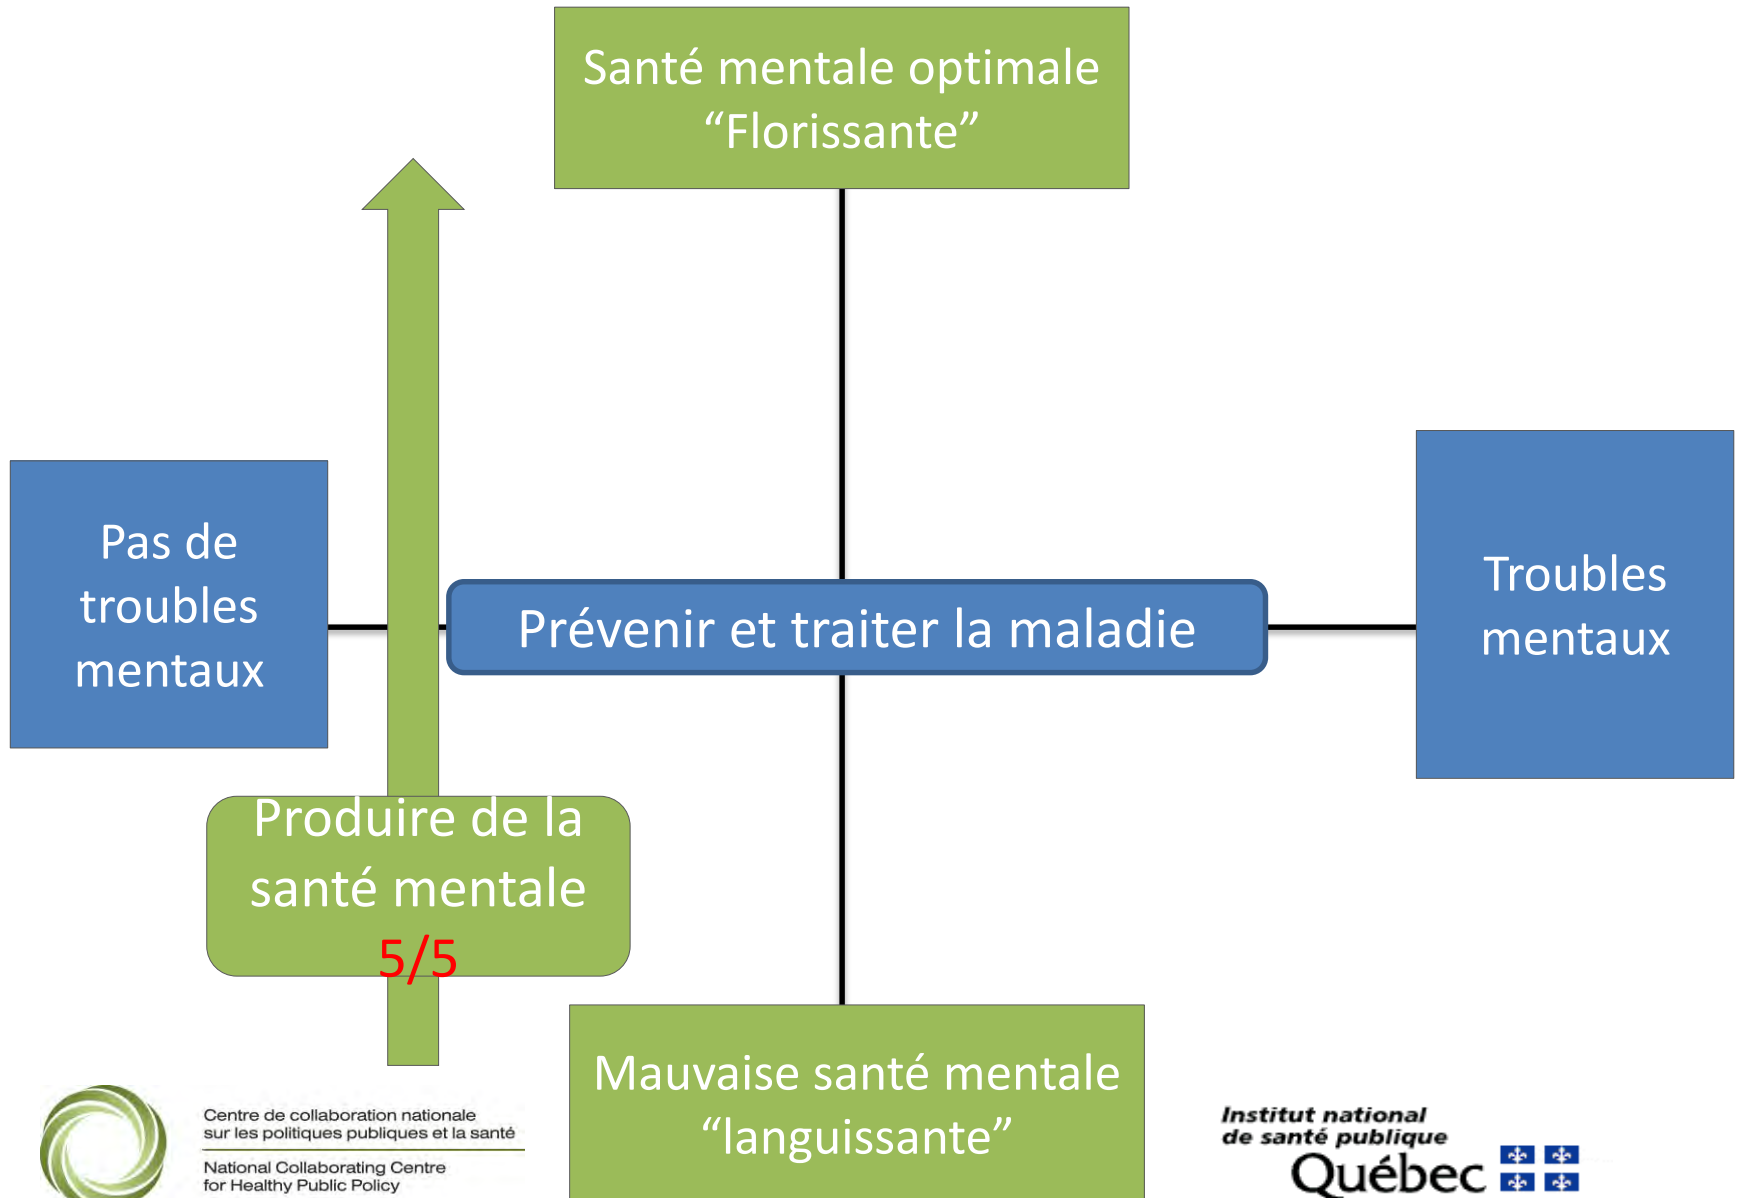 Santé mentale optimale
“Florissante”
Pas de
troubles
mentaux
Prévenir et traiter la maladie
Troubles
mentaux
Produire de la
santé mentale
5/5
Mauvaise santé mentale
“languissante”
Centre de collaboration nationale
sur les politiques publiques et la santé
National Collaborating Centre
for Healthy Public Policy
Institut national
de santé publique
Québec